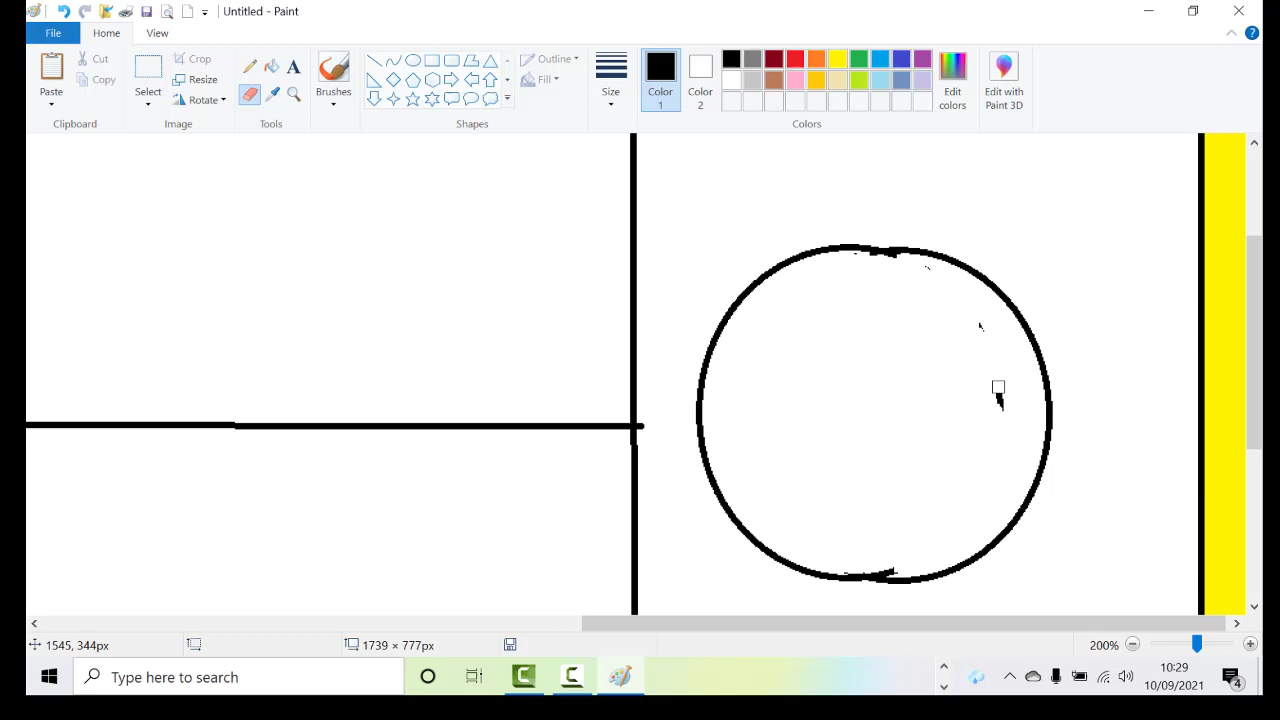 Untitled - Paint
File Home View
Paste
Cut
Copy
Clipboard
Select
Crop
Resize
Rotate
Image
A
Tools
Brushes
Outline
Fill
Shapes
Size
Color 1
Color 2
Edit colors
Colors
Edit with Paint 3D
1545, 344px
1739 × 777px
200%
Type here to search
10:29
10/09/2021
4